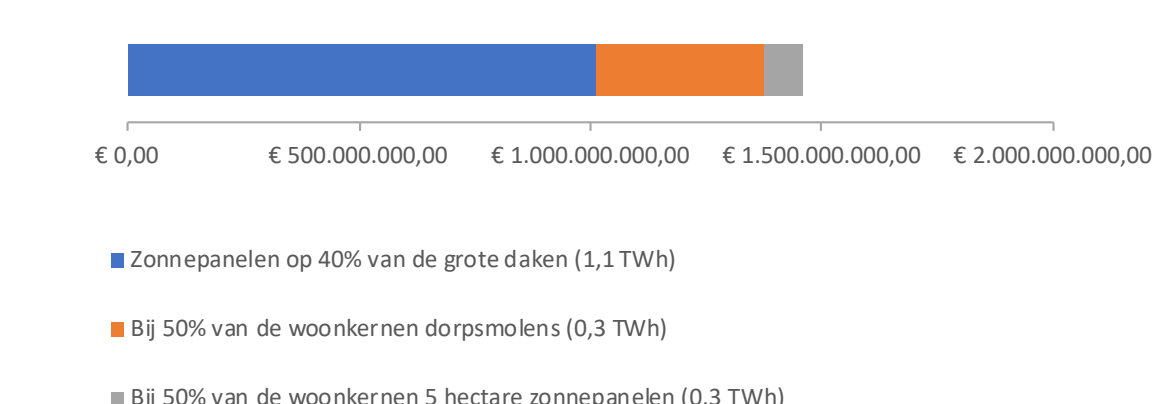 € 0,00 € 500.000.000,00 € 1.000.000.000,00 € 1.500.000.000,00 € 2.000.000.000,00
Zonnepanelen op 40% van de grote daken (1,1 TWh)
Bij 50% van de woonkernen dorpsmolens (0,3 TWh)
Bij 50% van de woonkernen 5 hectare zonnepanelen (0,3 TWh)